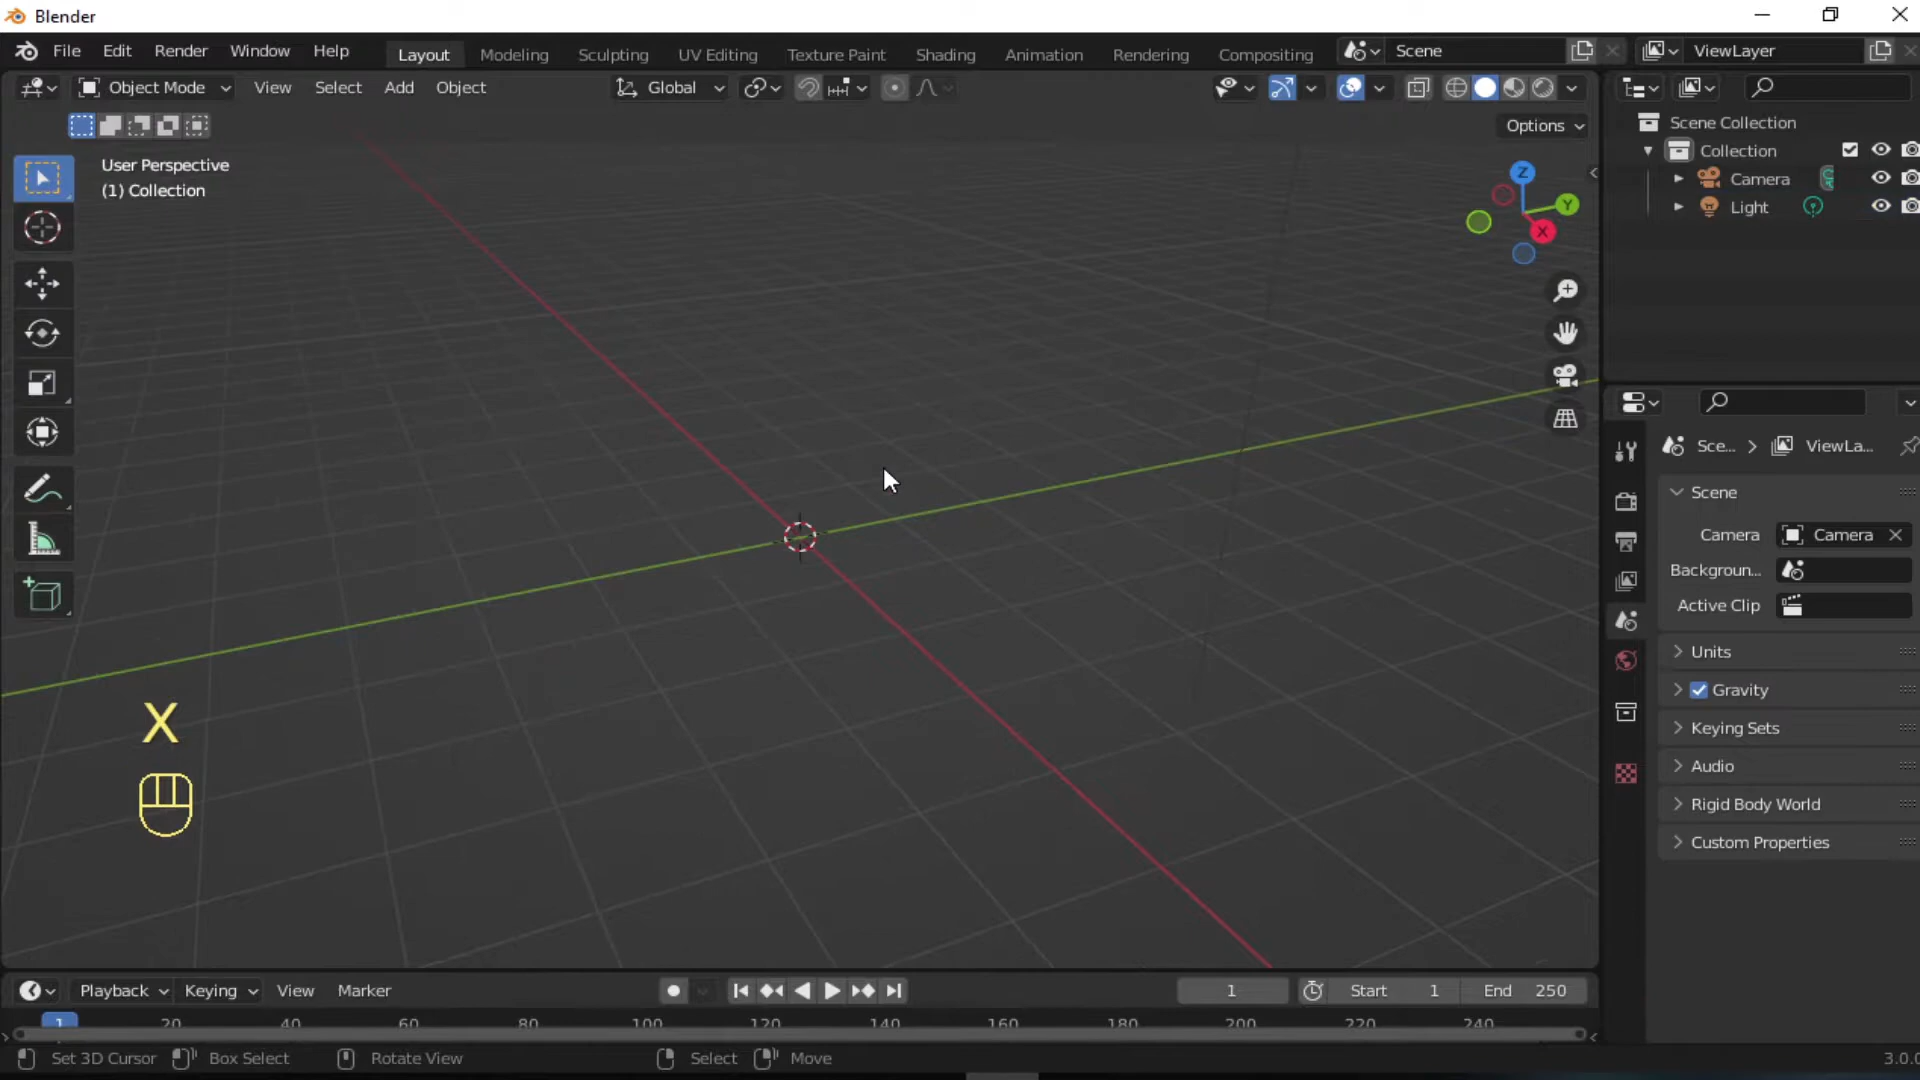 Blender
File Edit Render Window Help Layout Modeling Sculpting UV Editing Texture Paint Shading Animation Rendering Compositing Scene ViewLayer
Object Mode View Select Add Object Global
Options
User Perspective
(1) Collection
Z
Y
X
Scene Collection
Collection
Camera
Light
Sce... > ViewLa...
Scene
Camera Camera
Backgroun...
Active Clip
Units
Gravity
Keying Sets
Audio
Rigid Body World
Custom Properties
X
Playback Keying View Marker 1 Start 1 End 250
1 20 40 60 80 100 120 140 160 180 200 220 240
Set 3D Cursor Box Select Rotate View Select Move